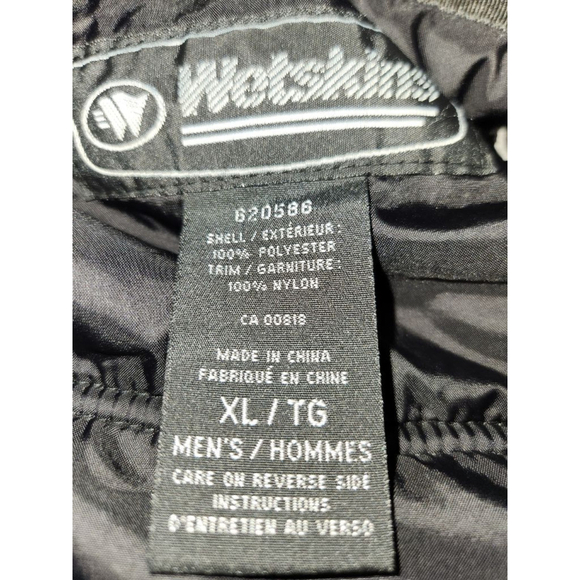 W Wetskins
620586
SHELL / EXTÉRIEUR :
100% POLYESTER
TRIM / GARNITURE :
100% NYLON
CA 00818
MADE IN CHINA
FABRIQUÉ EN CHINE
XL / TG
MEN'S / HOMMES
CARE ON REVERSE SIDE
INSTRUCTIONS
D'ENTRETIEN AU VERSO